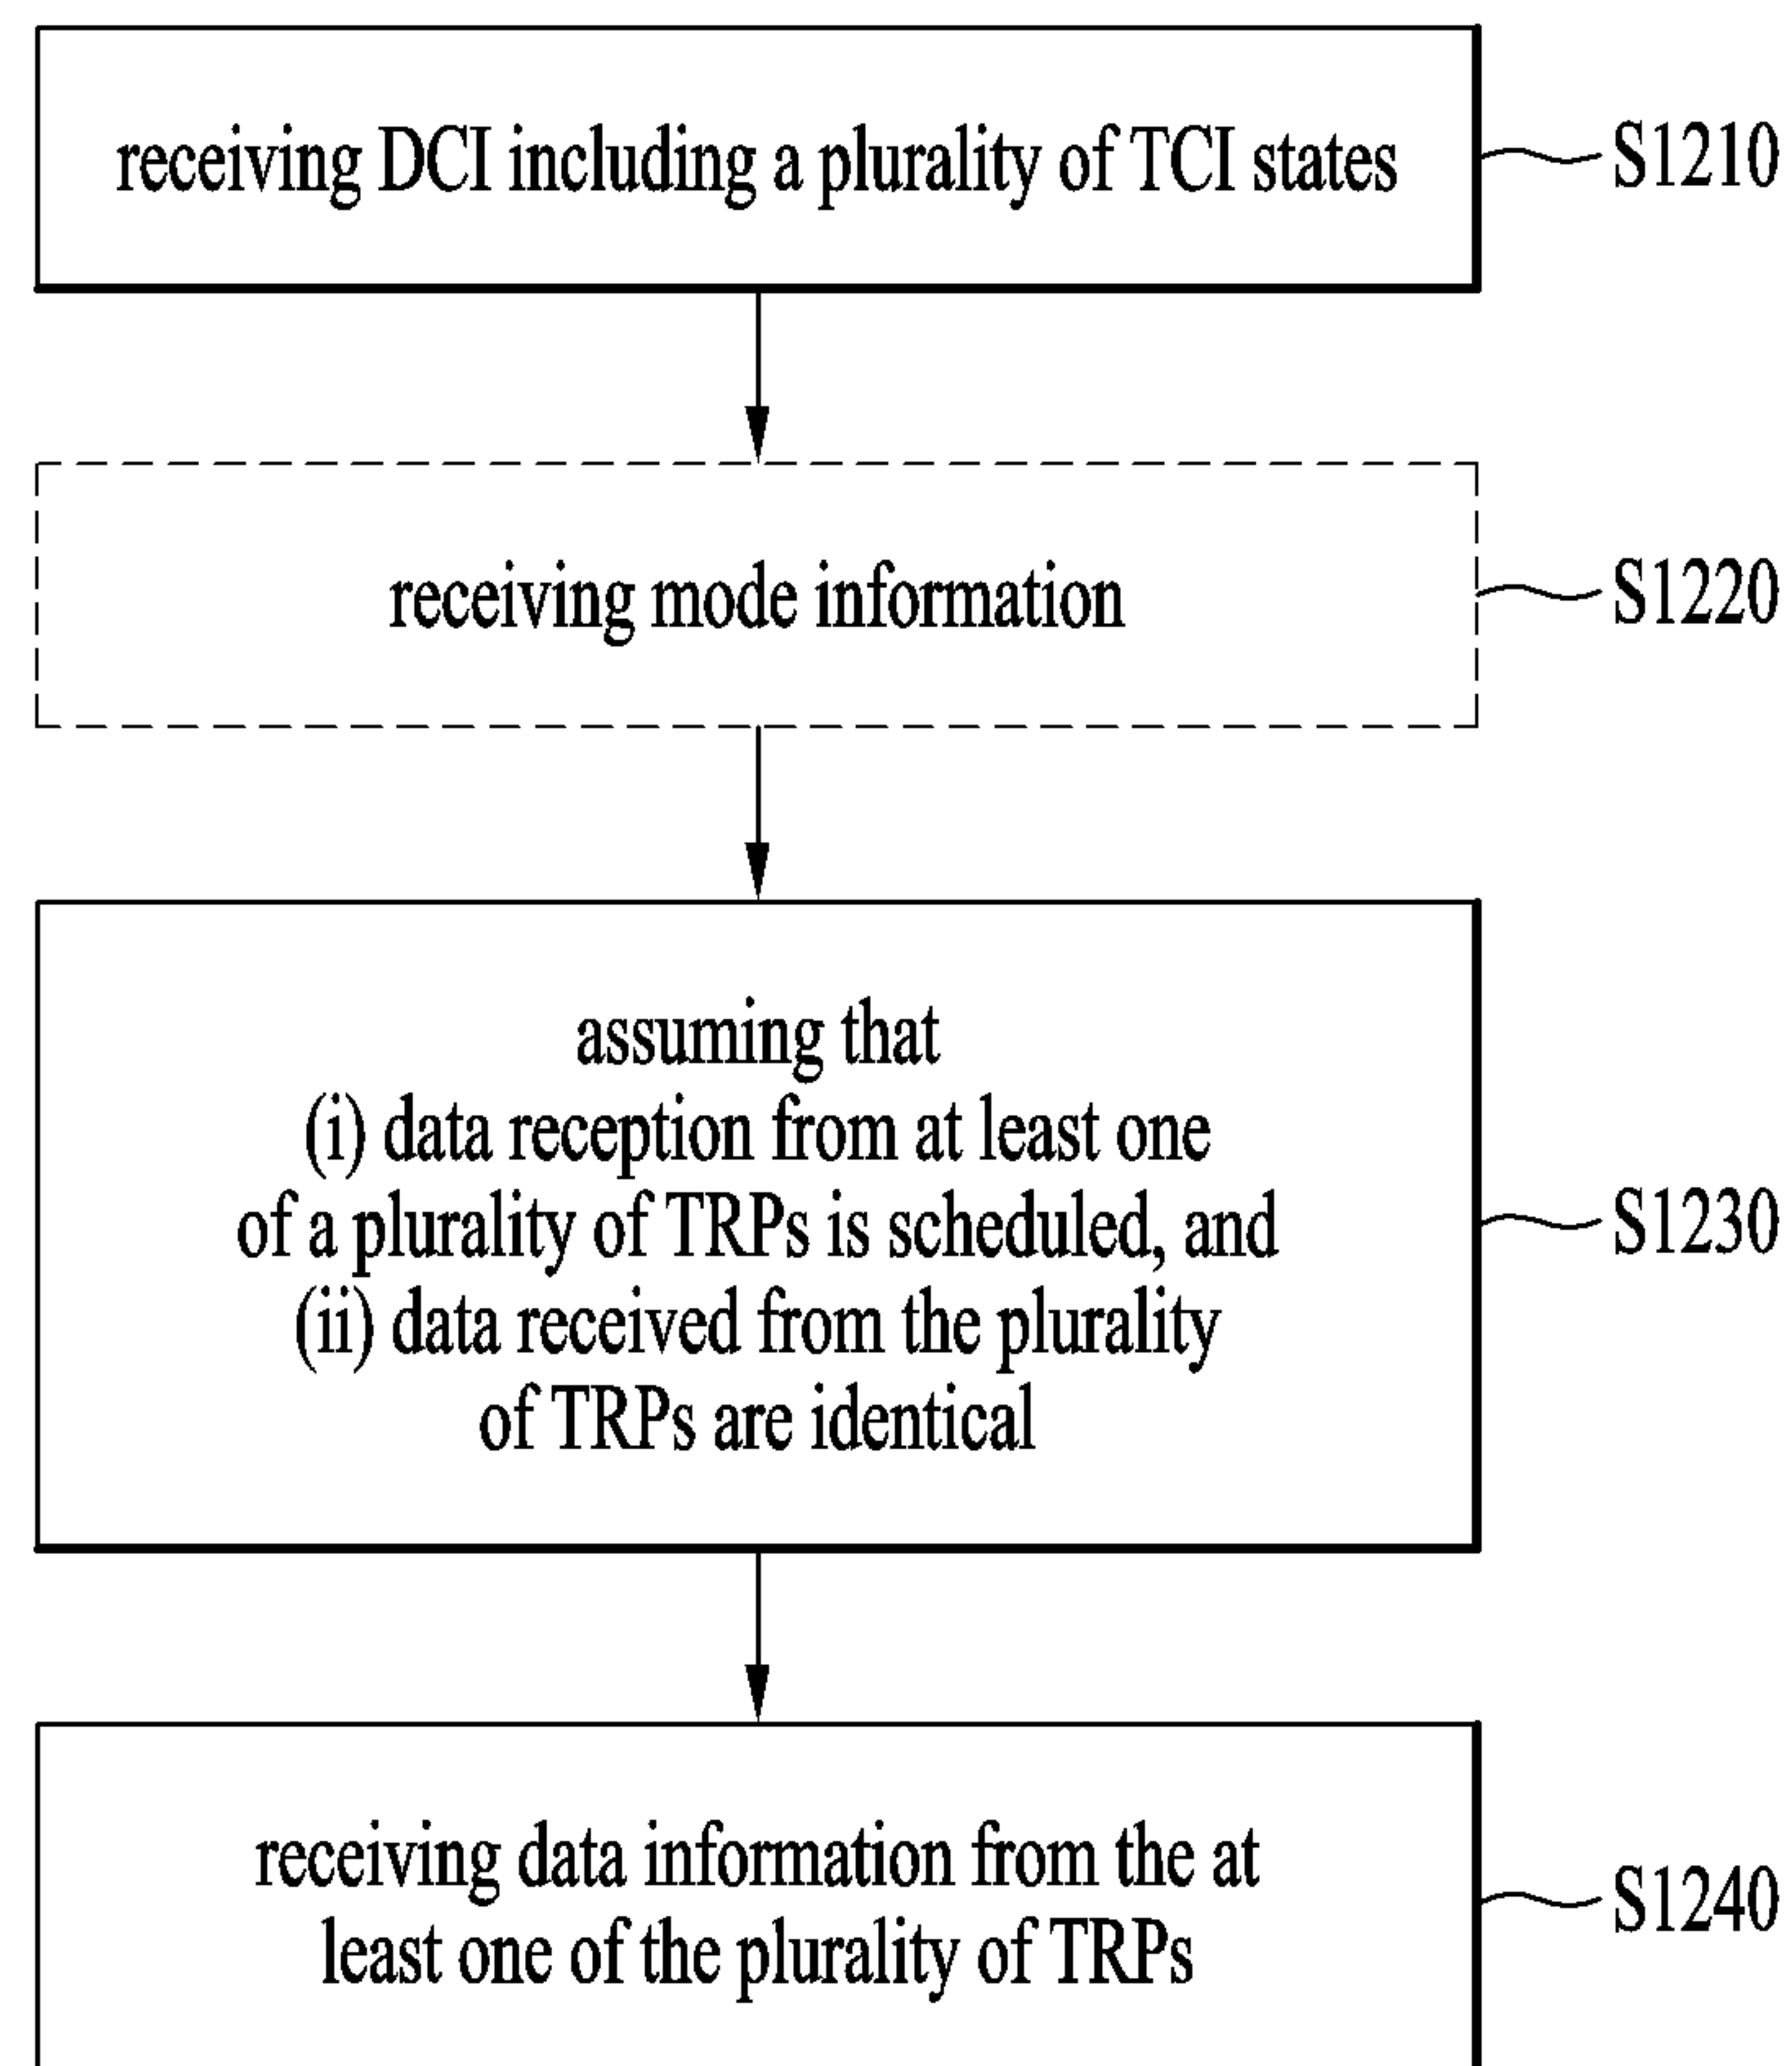 receiving DCI including a plurality of TCI states
S1210
receiving mode information
S1220
assuming that
(i) data reception from at least one
of a plurality of TRPs is scheduled, and
(ii) data received from the plurality
of TRPs are identical
S1230
receiving data information from the at
least one of the plurality of TRPs
S1240